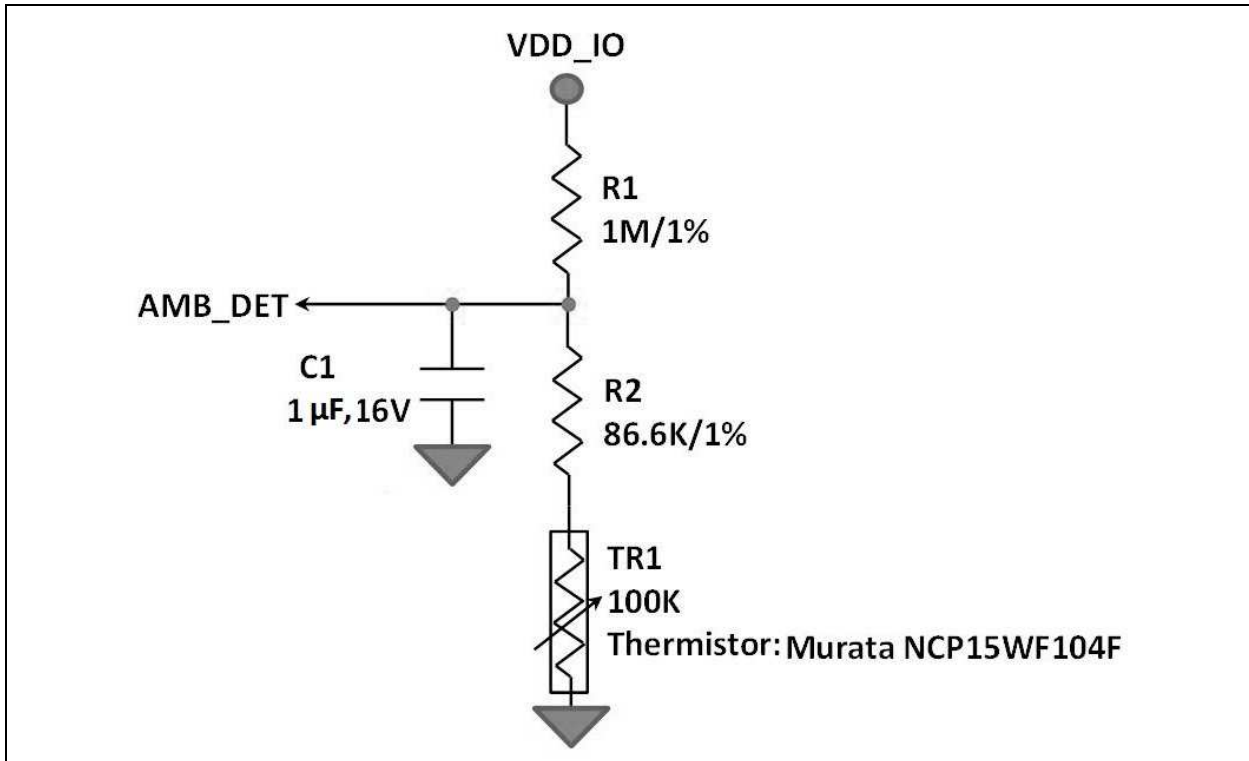 VDD_IO
R1
1M/1%
AMB_DET
C1
1 µF,16V
R2
86.6K/1%
TR1
100K
Thermistor: Murata NCP15WF104F